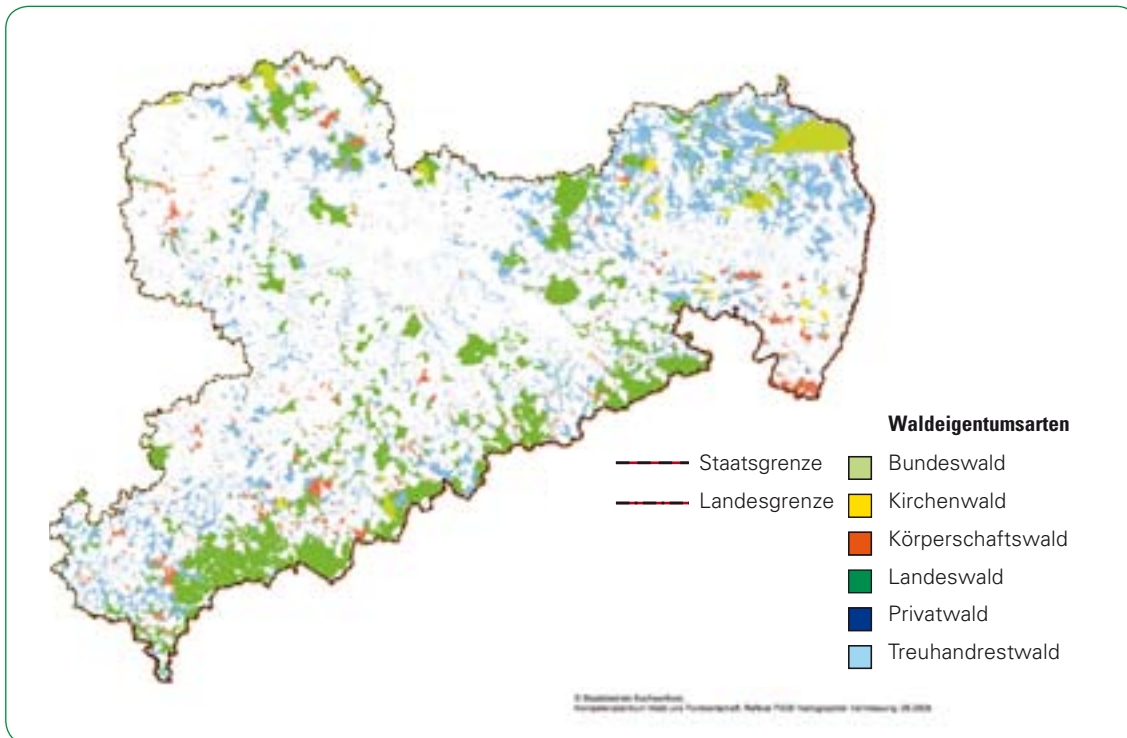 Waldeigentumsarten
Staatsgrenze
Landesgrenze
Bundeswald
Kirchenwald
Körperschaftswald
Landeswald
Privatwald
Treuhandrestwald